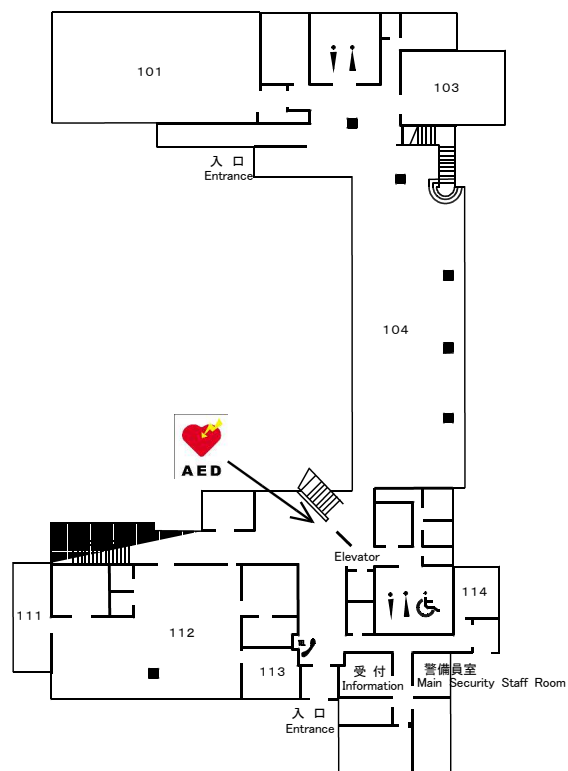 101
103
入口
Entrance
104
AED
Elevator
111
112
114
TEL
113
受付
Information
警備員室
Main Security Staff Room
入口
Entrance